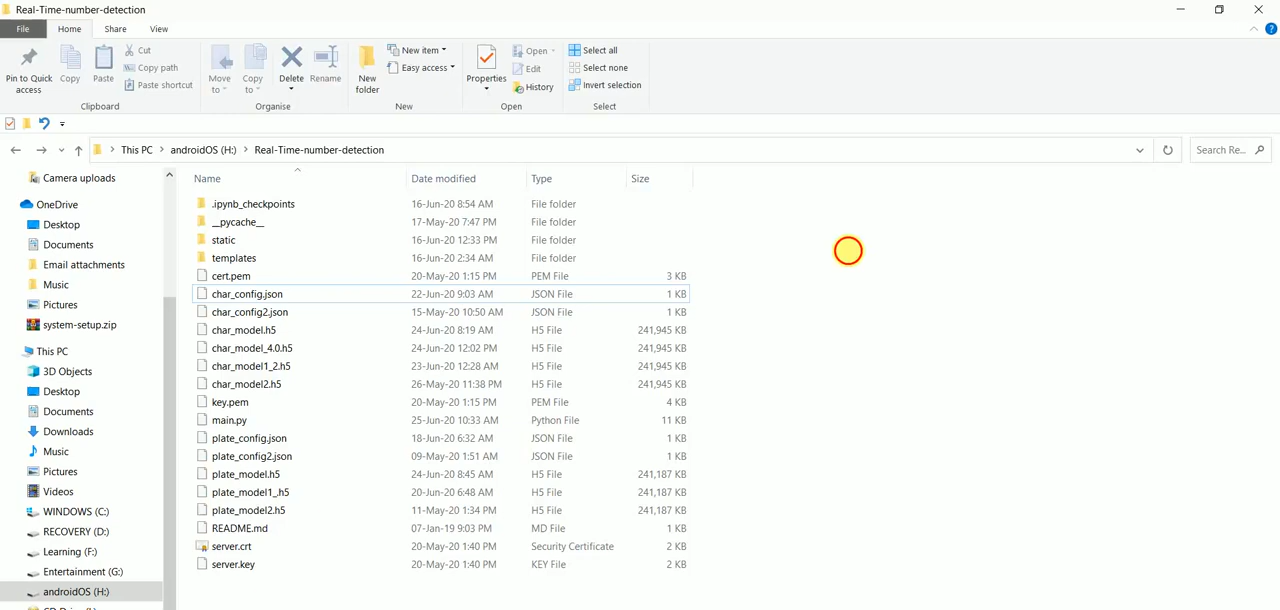 Real-Time-number-detection
File Home Share View
Pin to Quick access
Copy
Paste
Cut
Copy path
Paste shortcut
Clipboard
Move to
Copy to
Delete
Rename
Organise
New folder
New item
Easy access
New
Properties
Open
Edit
History
Open
Select all
Select none
Invert selection
Select
This PC androidOS (H:) Real-Time-number-detection
Search Re...
Camera uploads
OneDrive
Desktop
Documents
Email attachments
Music
Pictures
system-setup.zip
This PC
3D Objects
Desktop
Documents
Downloads
Music
Pictures
Videos
WINDOWS (C:)
RECOVERY (D:)
Learning (F:)
Entertainment (G:)
androidOS (H:)
Name Date modified Type Size
.ipynb_checkpoints 16-Jun-20 8:54 AM File folder
__pycache__ 17-May-20 7:47 PM File folder
static 16-Jun-20 12:33 PM File folder
templates 16-Jun-20 2:34 AM File folder
cert.pem 20-May-20 1:15 PM PEM File 3 KB
char_config.json 22-Jun-20 9:03 AM JSON File 1 KB
char_config2.json 15-May-20 10:50 AM JSON File 1 KB
char_model.h5 24-Jun-20 8:19 AM H5 File 241,945 KB
char_model_4.0.h5 24-Jun-20 12:02 PM H5 File 241,945 KB
char_model1_2.h5 23-Jun-20 12:28 AM H5 File 241,945 KB
char_model2.h5 26-May-20 11:38 PM H5 File 241,945 KB
key.pem 20-May-20 1:15 PM PEM File 4 KB
main.py 25-Jun-20 10:33 AM Python File 11 KB
plate_config.json 18-Jun-20 6:32 AM JSON File 1 KB
plate_config2.json 09-May-20 1:51 AM JSON File 1 KB
plate_model.h5 24-Jun-20 8:45 AM H5 File 241,187 KB
plate_model1_.h5 20-Jun-20 6:48 AM H5 File 241,187 KB
plate_model2.h5 11-May-20 1:34 PM H5 File 241,187 KB
README.md 07-Jan-19 9:03 PM MD File 1 KB
server.crt 20-May-20 1:40 PM Security Certificate 2 KB
server.key 20-May-20 1:40 PM KEY File 2 KB